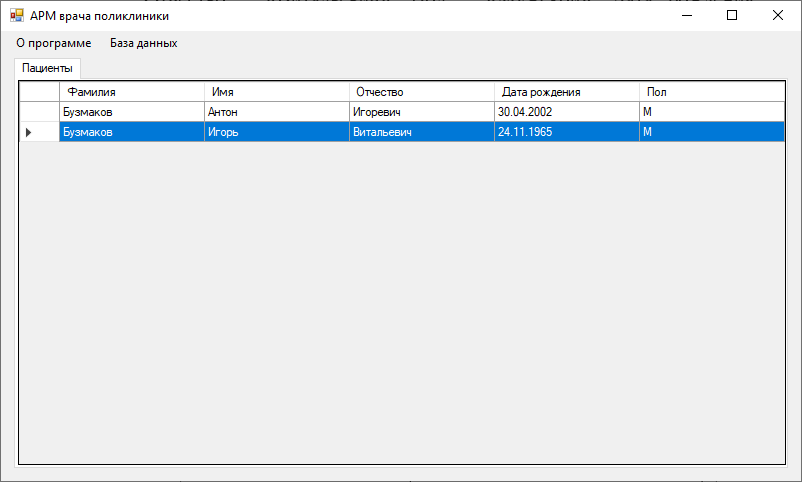 АРМ врача поликлиники
О программе База данных
Пациенты
Фамилия Имя Отчество Дата рождения Пол
Бузмаков Антон Игоревич 30.04.2002 М
Бузмаков Игорь Витальевич 24.11.1965 М